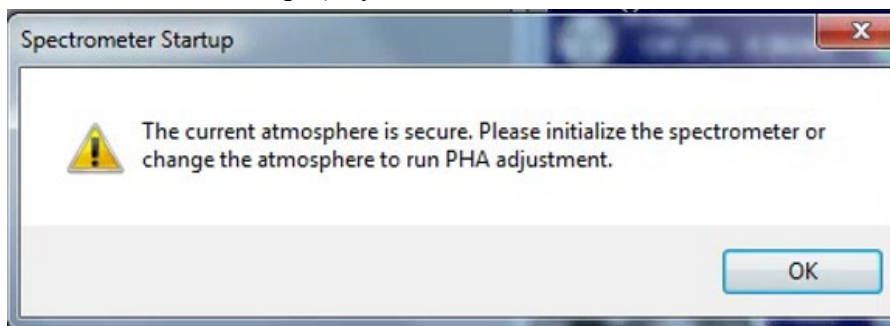 Spectrometer Startup
The current atmosphere is secure. Please initialize the spectrometer or
change the atmosphere to run PHA adjustment.
OK